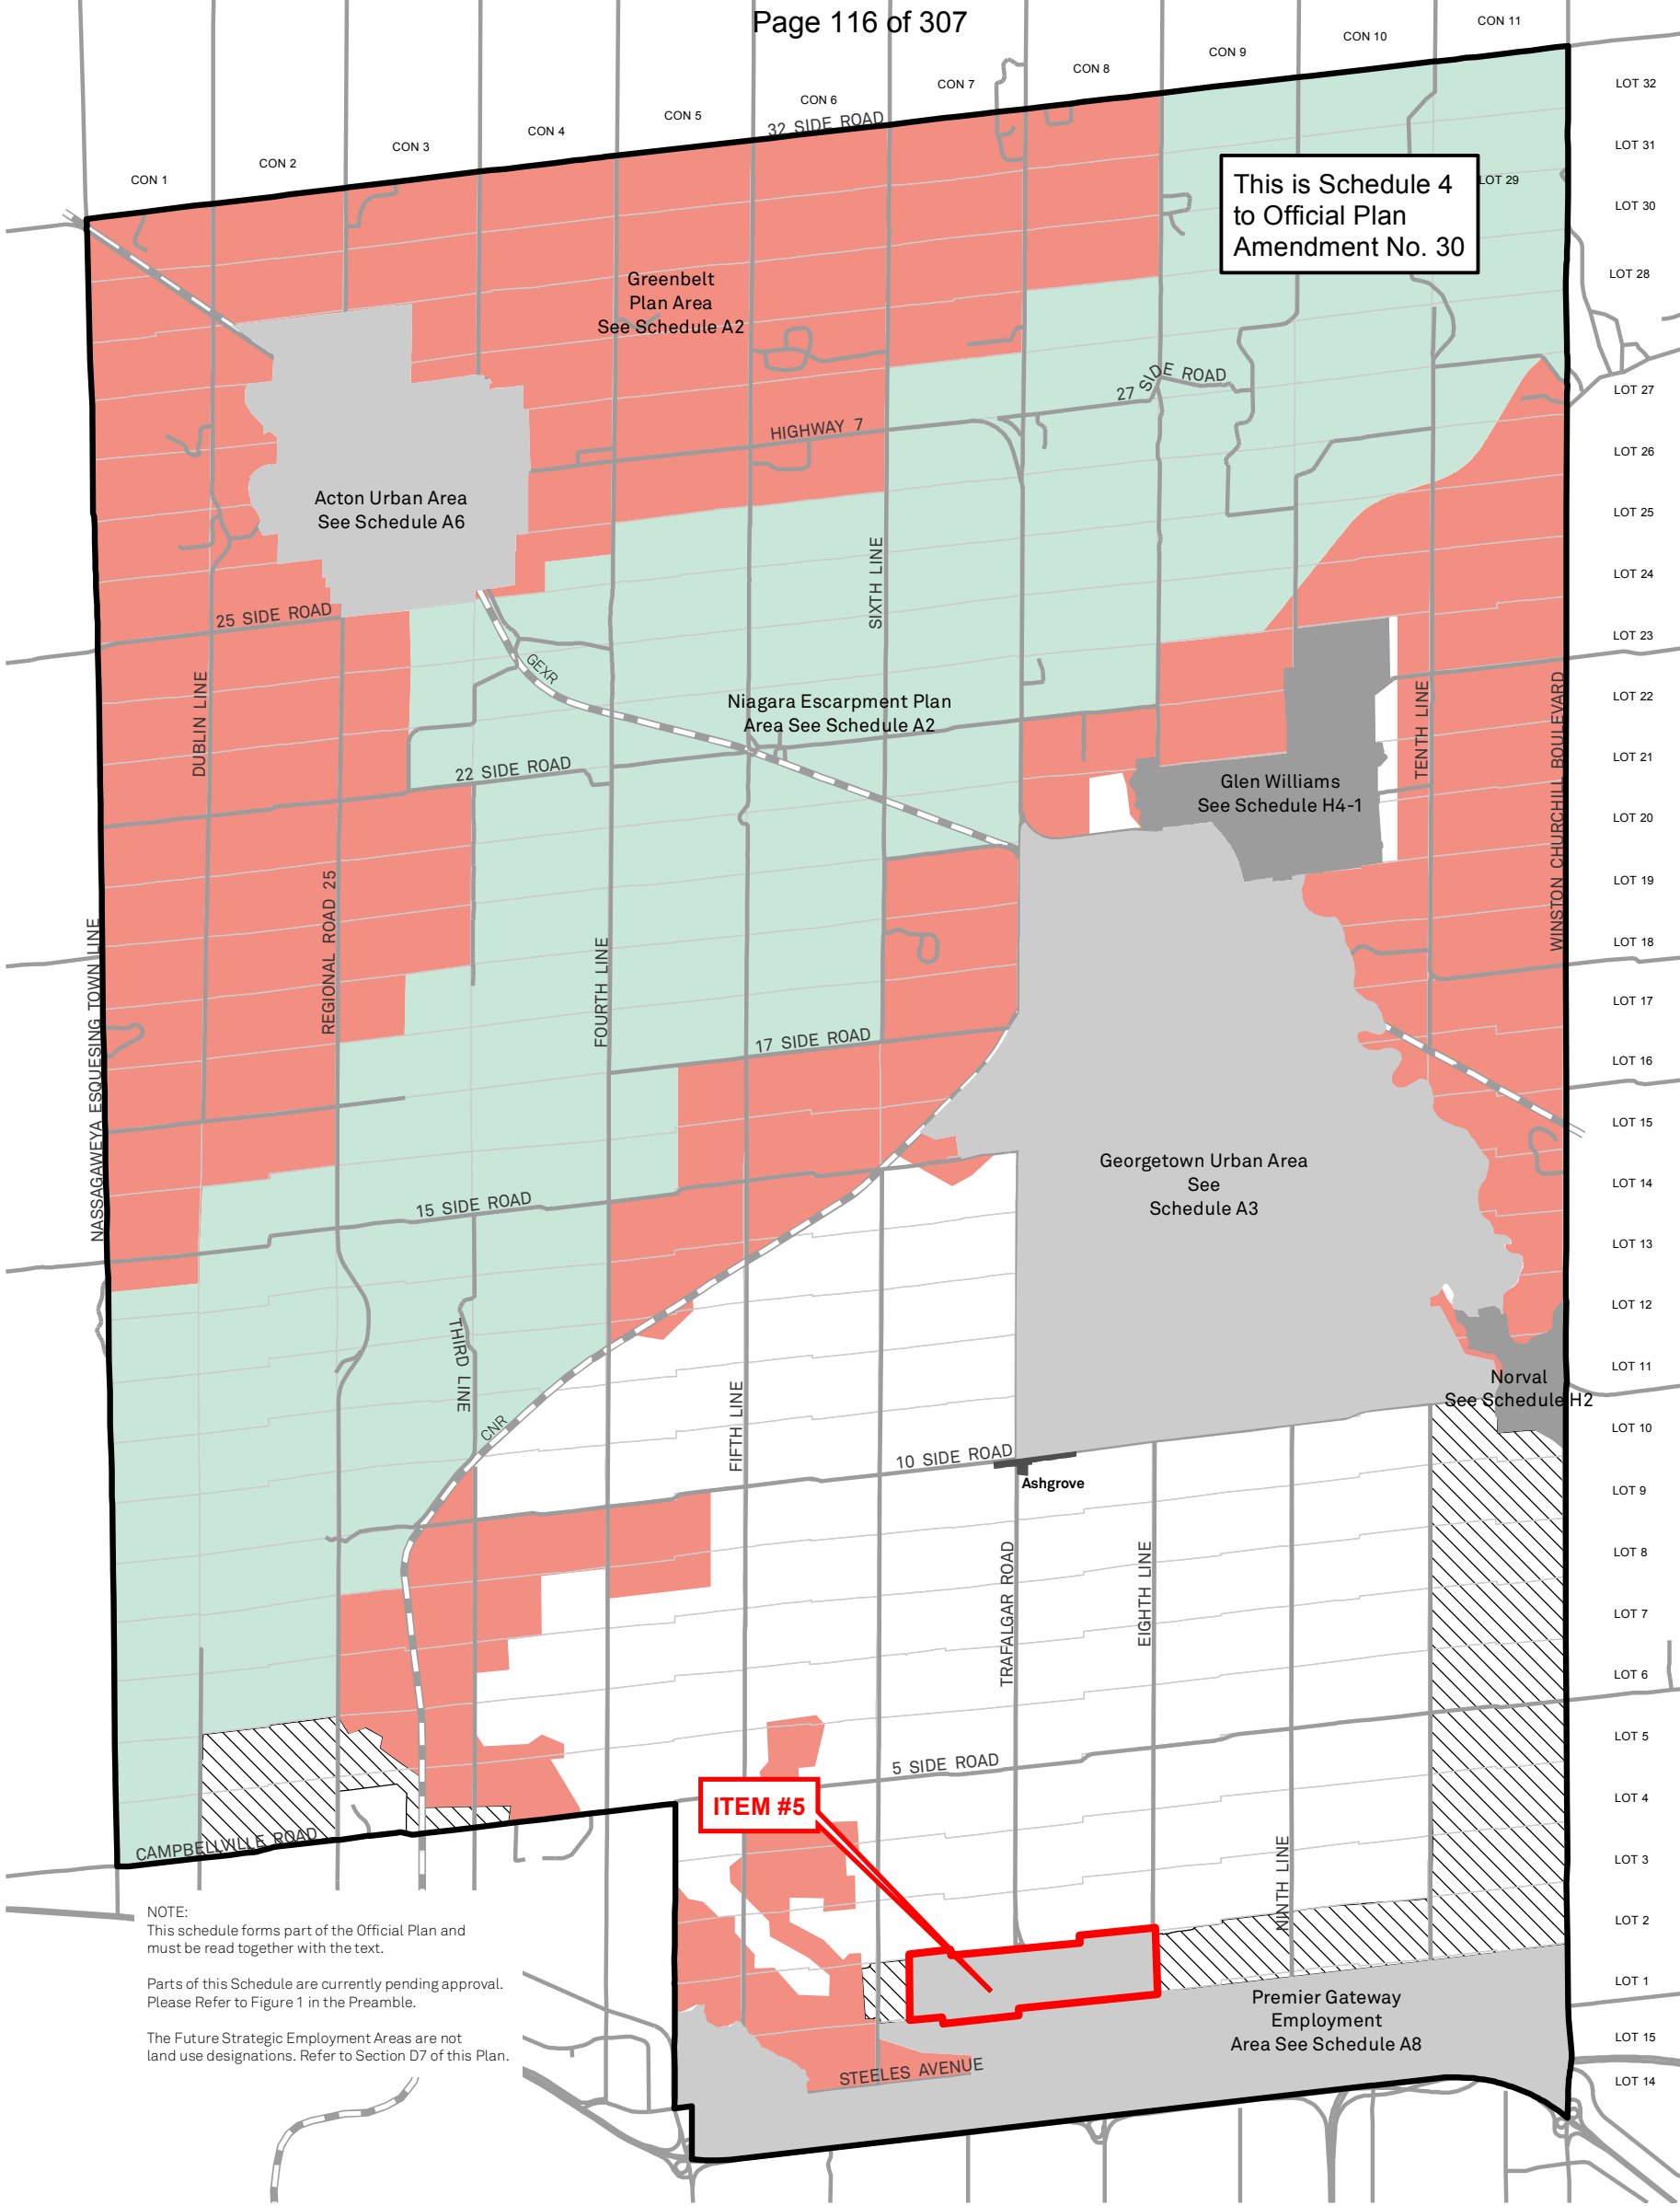 Page 116 of 307
CON 1
CON 2
CON 3
CON 4
CON 5
CON 6
CON 7
CON 8
CON 9
CON 10
CON 11
32 SIDE ROAD
This is Schedule 4
to Official Plan
Amendment No. 30
LOT 29
LOT 32
LOT 31
LOT 30
LOT 28
LOT 27
LOT 26
LOT 25
LOT 24
LOT 23
LOT 22
LOT 21
LOT 20
LOT 19
LOT 18
LOT 17
LOT 16
LOT 15
LOT 14
LOT 13
LOT 12
LOT 11
LOT 10
LOT 9
LOT 8
LOT 7
LOT 6
LOT 5
LOT 4
LOT 3
LOT 2
LOT 1
LOT 15
LOT 14
Greenbelt
Plan Area
See Schedule A2
27 SIDE ROAD
HIGHWAY 7
Acton Urban Area
See Schedule A6
25 SIDE ROAD
SIXTH LINE
GEXR
DUBLIN LINE
Niagara Escarpment Plan
Area See Schedule A2
TENTH LINE
WINSTON CHURCHILL BOULEVARD
22 SIDE ROAD
Glen Williams
See Schedule H4-1
REGIONAL ROAD 25
NASSAGAWEYA ESQUESING TOWN LINE
FOURTH LINE
17 SIDE ROAD
Georgetown Urban Area
See
Schedule A3
15 SIDE ROAD
THIRD LINE
CNR
FIFTH LINE
Norval
See Schedule H2
10 SIDE ROAD
Ashgrove
TRAFALGAR ROAD
EIGHTH LINE
5 SIDE ROAD
ITEM #5
CAMPBELLVILLE ROAD
NINTH LINE
NOTE:
This schedule forms part of the Official Plan and
must be read together with the text.
Parts of this Schedule are currently pending approval.
Please Refer to Figure 1 in the Preamble.
The Future Strategic Employment Areas are not
land use designations. Refer to Section D7 of this Plan.
Premier Gateway
Employment
Area See Schedule A8
STEELES AVENUE